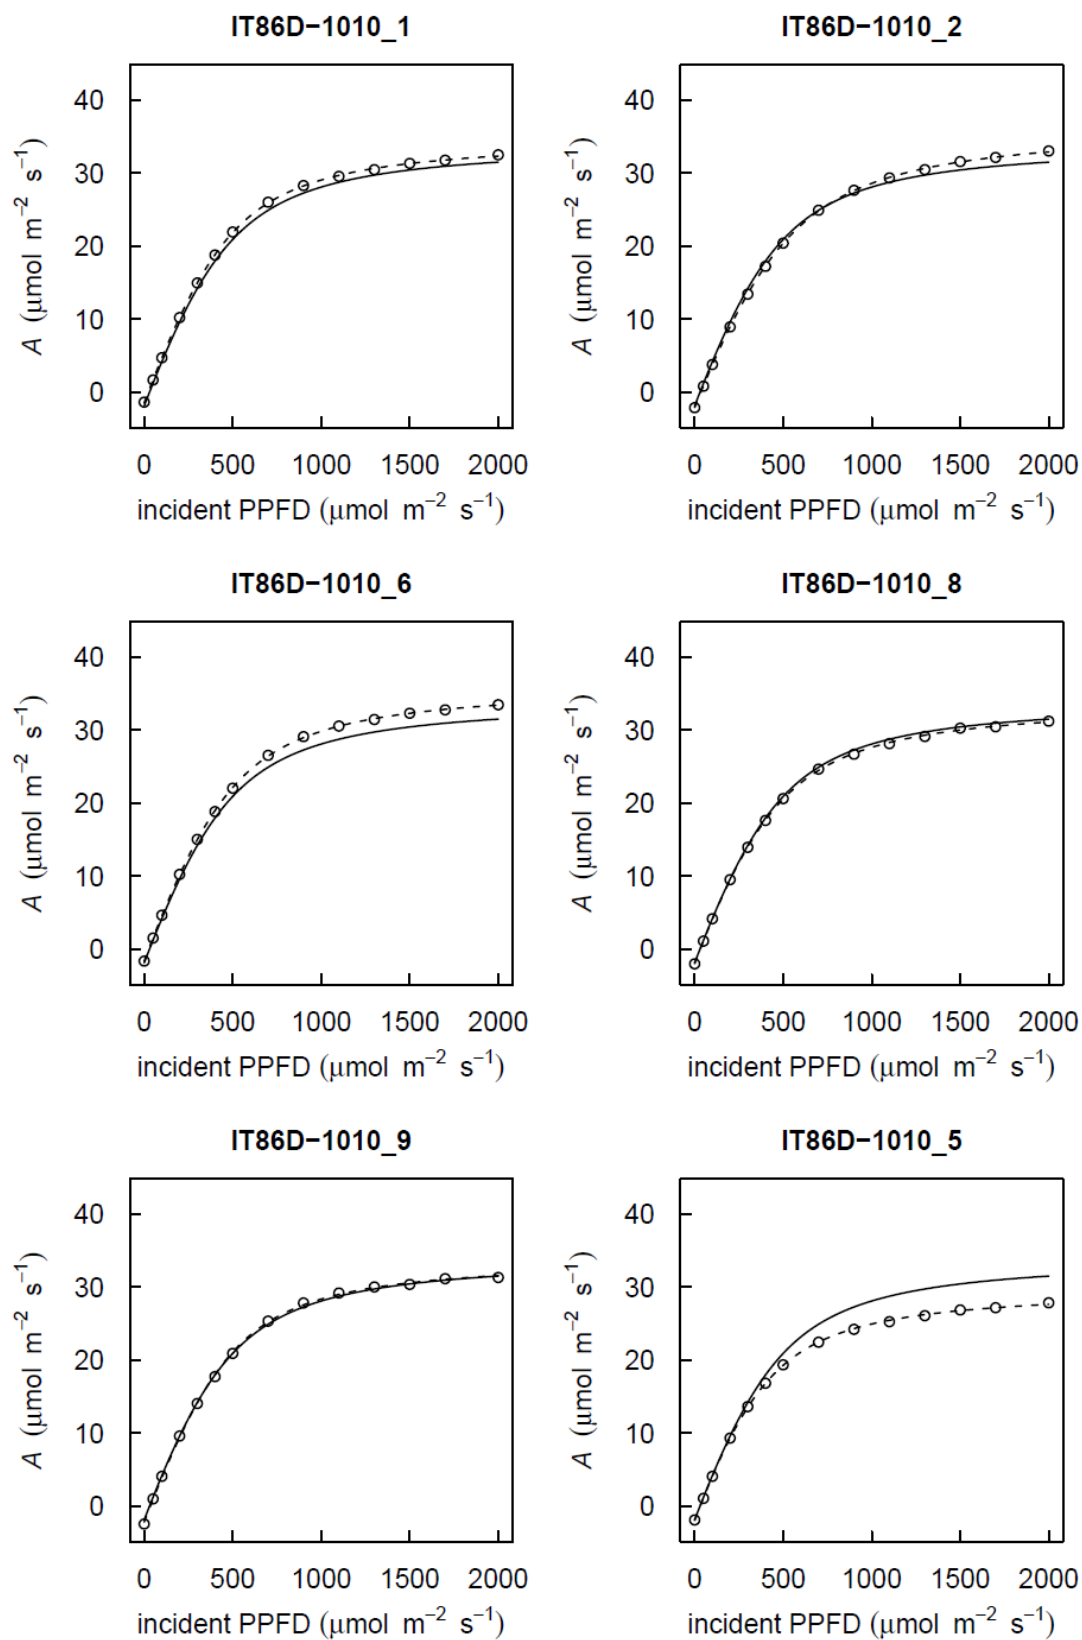 IT86D−1010_1
IT86D−1010_2
40
30
20
10
0
A (μmol m⁻² s⁻¹)
0 500 1000 1500 2000
incident PPFD (μmol m⁻² s⁻¹)
40
30
20
10
0
A (μmol m⁻² s⁻¹)
0 500 1000 1500 2000
incident PPFD (μmol m⁻² s⁻¹)
IT86D−1010_6
IT86D−1010_8
40
30
20
10
0
A (μmol m⁻² s⁻¹)
0 500 1000 1500 2000
incident PPFD (μmol m⁻² s⁻¹)
40
30
20
10
0
A (μmol m⁻² s⁻¹)
0 500 1000 1500 2000
incident PPFD (μmol m⁻² s⁻¹)
IT86D−1010_9
IT86D−1010_5
40
30
20
10
0
A (μmol m⁻² s⁻¹)
0 500 1000 1500 2000
incident PPFD (μmol m⁻² s⁻¹)
40
30
20
10
0
A (μmol m⁻² s⁻¹)
0 500 1000 1500 2000
incident PPFD (μmol m⁻² s⁻¹)